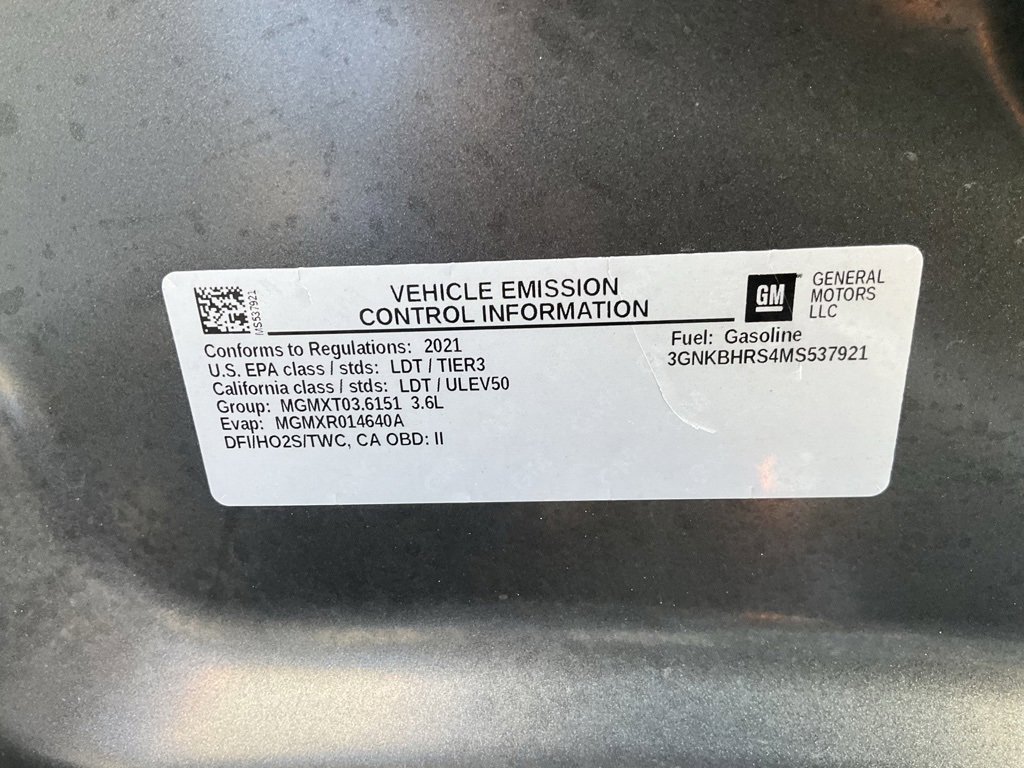 MS537921
VEHICLE EMISSION
CONTROL INFORMATION
GM
GENERAL
MOTORS
LLC
Conforms to Regulations: 2021
U.S. EPA class / stds: LDT / TIER3
California class / stds: LDT / ULEV50
Group: MGMXT03.6151 3.6L
Evap: MGMXR014640A
DFI/HO2S/TWC, CA OBD: II
Fuel: Gasoline
3GNKBHRS4MS537921